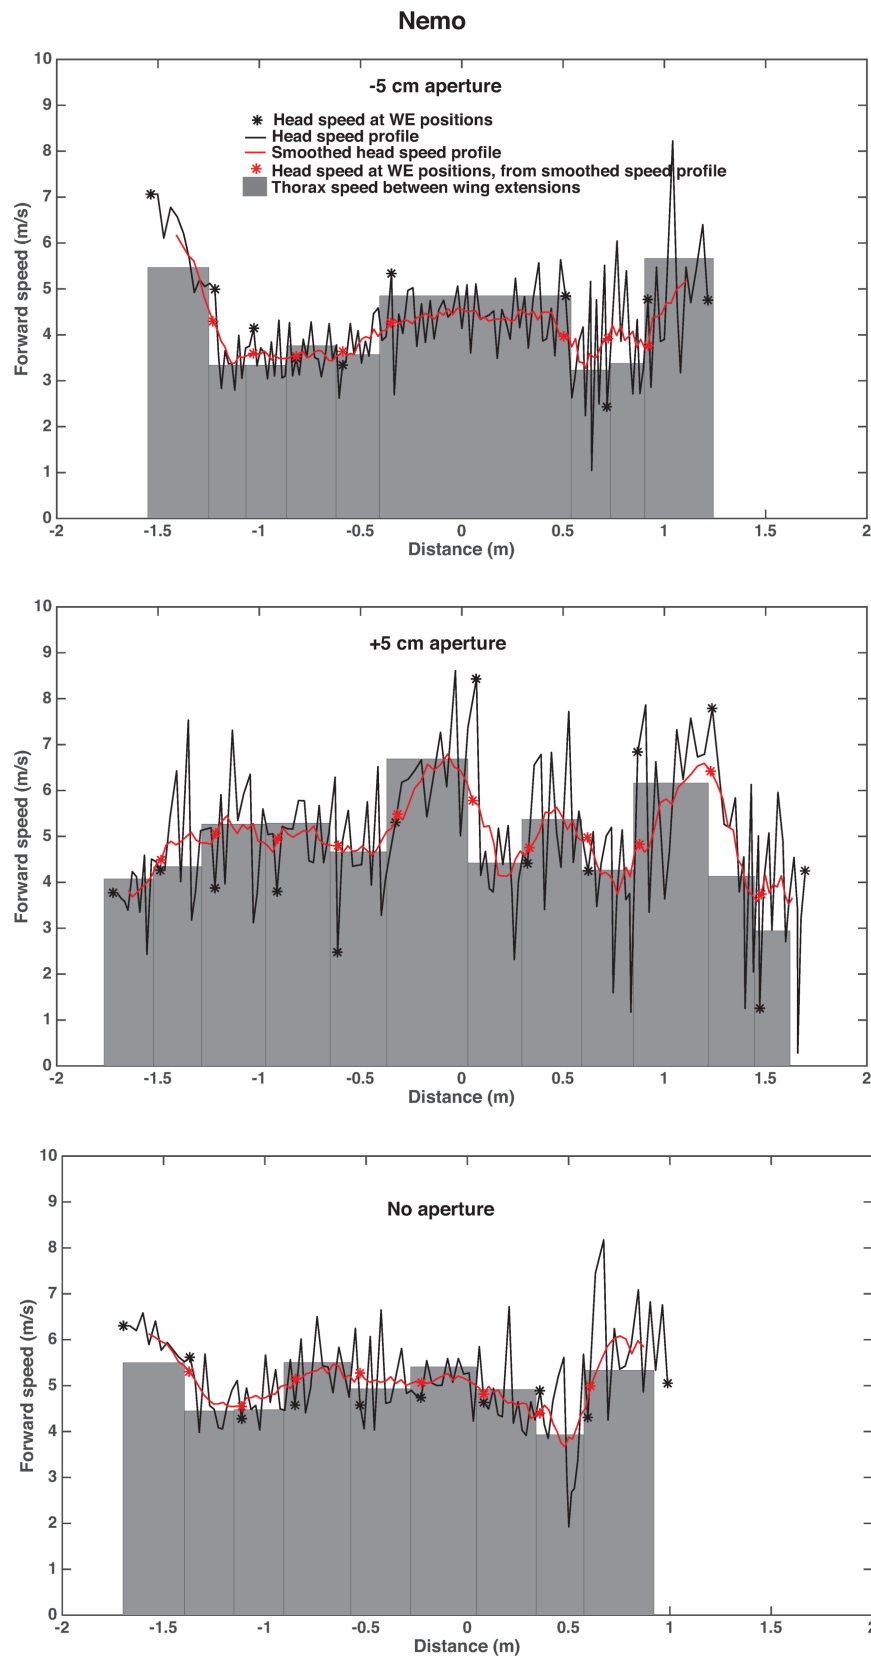 Nemo
-5 cm aperture
Head speed at WE positions
Head speed profile
Smoothed head speed profile
Head speed at WE positions, from smoothed speed profile
Thorax speed between wing extensions
Forward speed (m/s)
10
9
8
7
6
5
4
3
2
1
0
-2 -1.5 -1 -0.5 0 0.5 1 1.5 2
Distance (m)
+5 cm aperture
Forward speed (m/s)
10
9
8
7
6
5
4
3
2
1
0
-2 -1.5 -1 -0.5 0 0.5 1 1.5 2
Distance (m)
No aperture
Forward speed (m/s)
10
9
8
7
6
5
4
3
2
1
0
-2 -1.5 -1 -0.5 0 0.5 1 1.5 2
Distance (m)